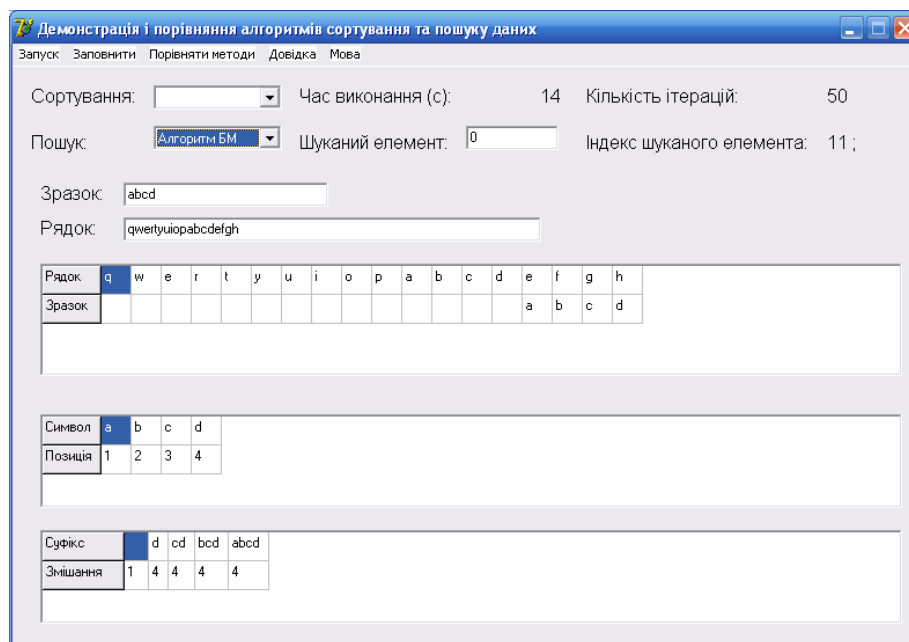 Демонстрація і порівняння алгоритмів сортування та пошуку даних
Запуск Заповнити Порівняти методи Довідка Мова
Сортування: Час виконання (с): 14 Кількість ітерацій: 50
Пошук: Алгоритм БМ Шуканий елемент: 0 Індекс шуканого елемента: 11 ;
Зразок: abcd
Рядок: qwertyuiopabcdefgh
Рядок q w e r t y u i o p a b c d e f g h
Зразок a b c d
Символ a b c d
Позиція 1 2 3 4
Суфікс d cd bcd abcd
Змішання 1 4 4 4 4